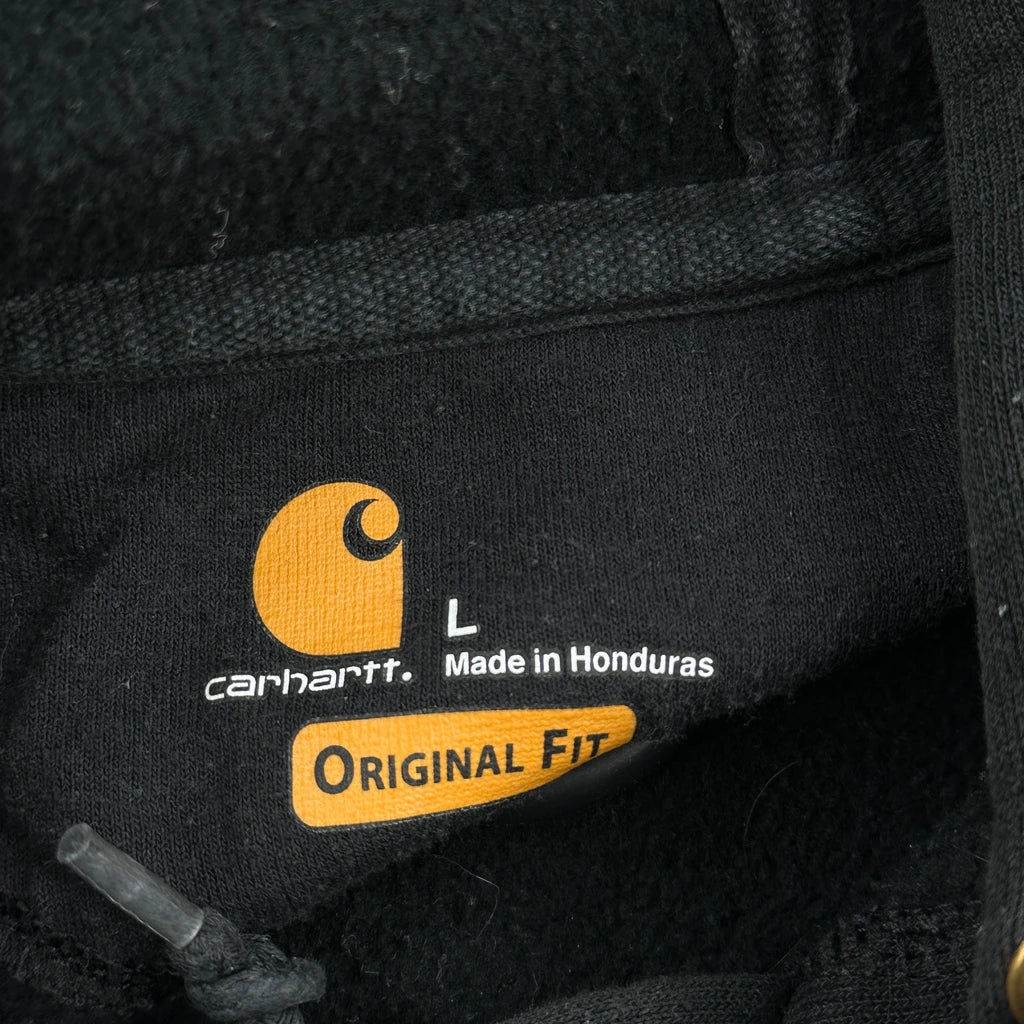 L
carhartt.
Made in Honduras
ORIGINAL FIT